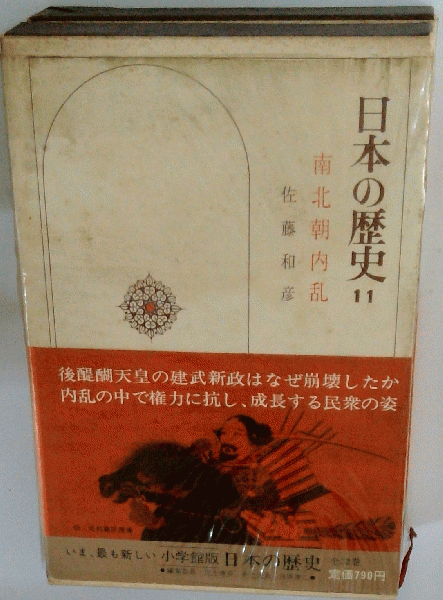 日本の歴史 11
南北朝内乱
佐藤和彦
後醍醐天皇の建武新政はなぜ崩壊したか
内乱の中で権力に抗し、成長する民衆の姿
いま、最も新しい 小学館版 日本の歴史
定価790円